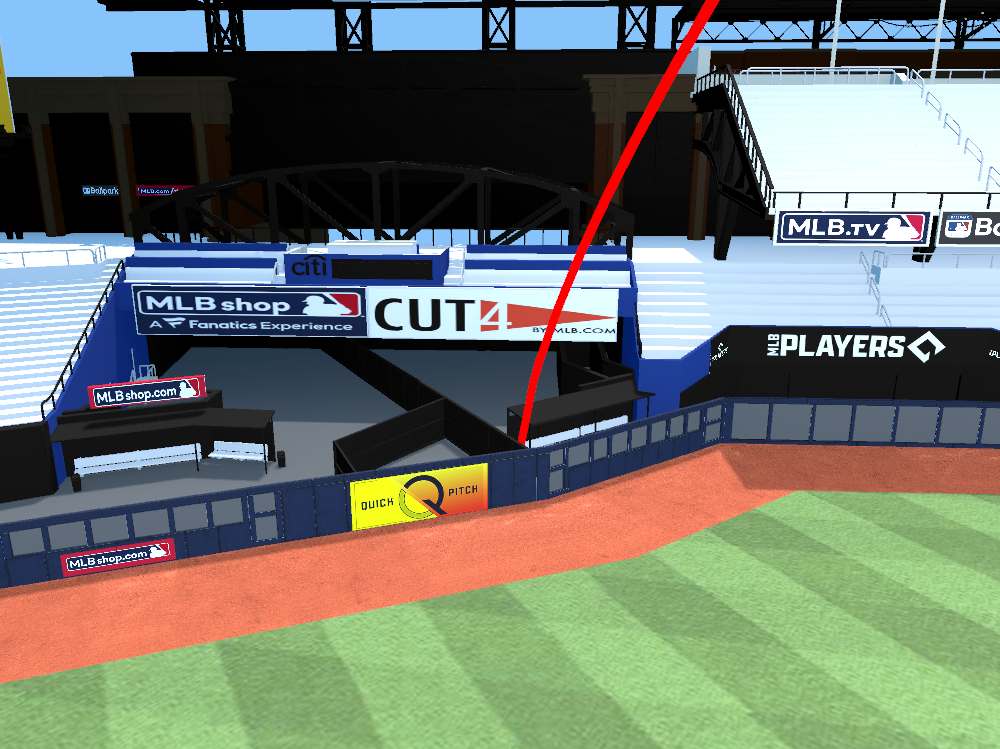 Ballpark
MLB.com/
MLB.TV
citi
MLB shop
A Fanatics Experience
CUT4
BY MLB.COM
MLB PLAYERS
MLBshop.com
QUICK PITCH
MLBshop.com